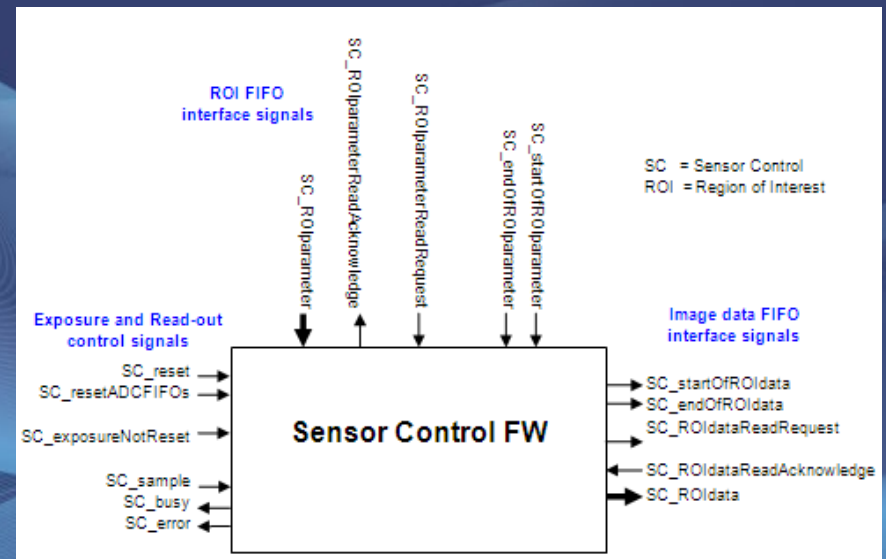 ROI FIFO
interface signals
SC_ROIparameter
SC_ROIparameterReadAcknowledge
SC_ROIparameterReadRequest
SC_endOfROIparameter
SC_startOfROIparameter
SC = Sensor Control
ROI = Region of Interest
Exposure and Read-out
control signals
SC_reset
SC_resetADCFIFOs
SC_exposureNotReset
SC_sample
SC_busy
SC_error
Sensor Control FW
Image data FIFO
interface signals
SC_startOfROIdata
SC_endOfROIdata
SC_ROIdataReadRequest
SC_ROIdataReadAcknowledge
SC_ROIdata